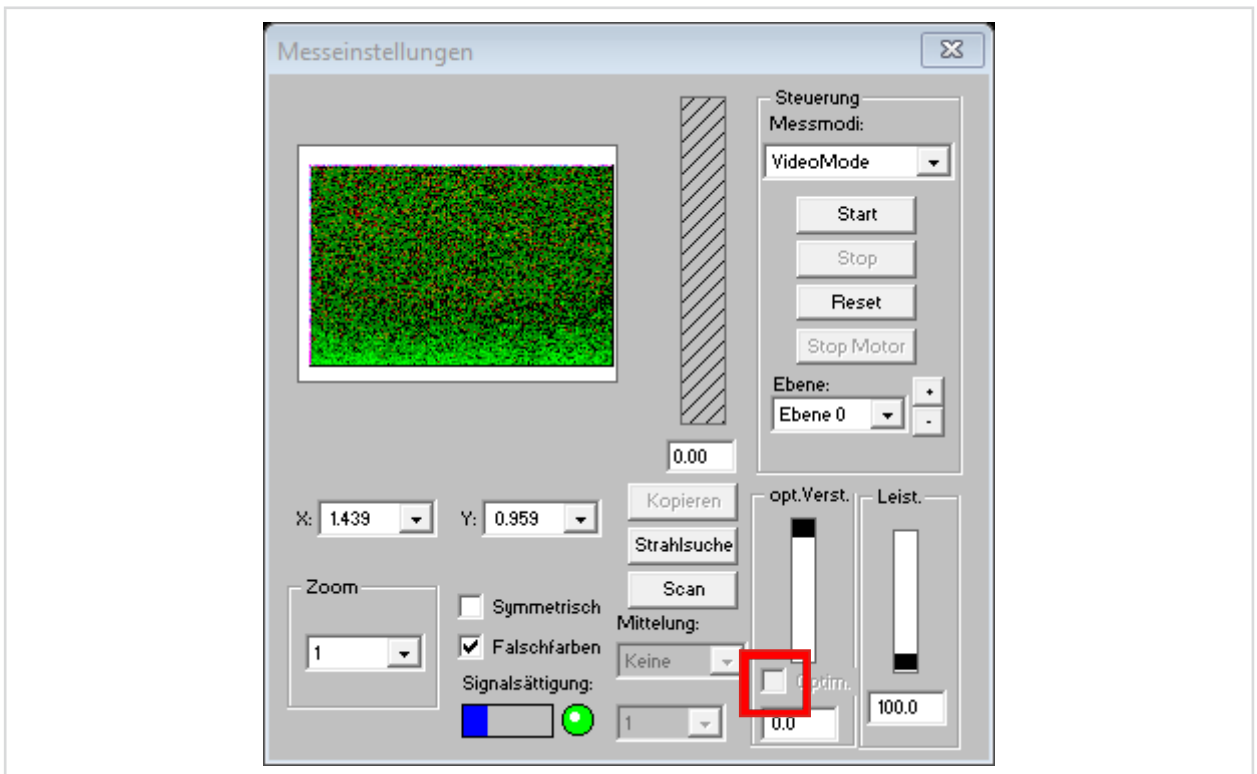 Messeinstellungen
Steuerung
Messmodi:
VideoMode
Start
Stop
Reset
Stop Motor
Ebene:
Ebene 0
+
-
0.00
X: 1.439
Y: 0.959
Kopieren
Strahlsuche
Scan
opt.Verst.
Leist.
Zoom
1
Symmetrisch
Falschfarben
Signalsättigung:
Mittelung:
Keine
1
Optim.
0.0
100.0